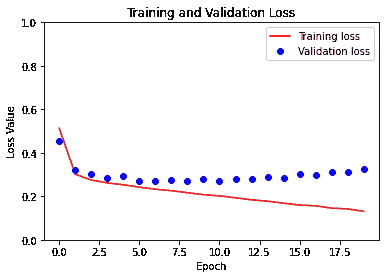 Training and Validation Loss
Training loss
Validation loss
Loss Value
1.0
0.8
0.6
0.4
0.2
0.0
0.0 2.5 5.0 7.5 10.0 12.5 15.0 17.5
Epoch